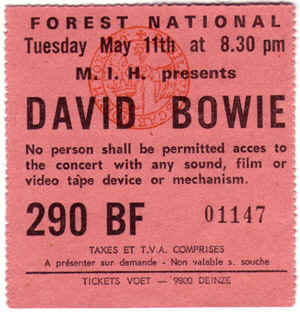 FOREST NATIONAL
Tuesday May 11th at 8.30 pm
M. I. H. presents
DAVID BOWIE
No person shall be permitted acces to
the concert with any sound, film or
video tape device or mechanism.
290 BF 01147
TAXES ET T.V.A. COMPRISES
A présenter sur demande - Non valable s. souche
TICKETS VOET — 9800 DEINZE